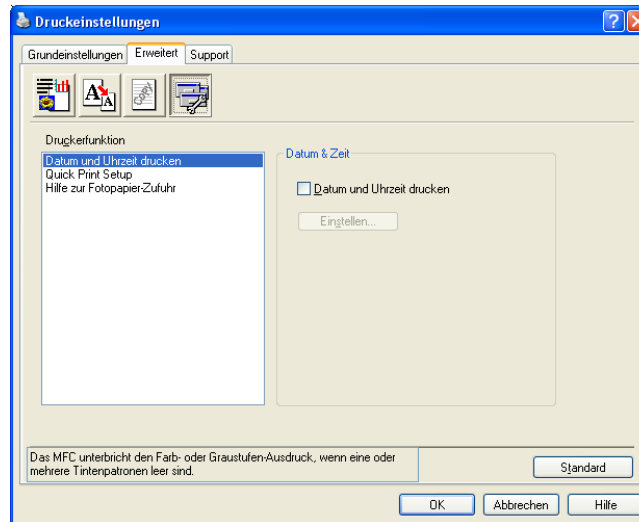 Druckeinstellungen
Grundeinstellungen Erweitert Support
Druckerfunktion
Datum und Uhrzeit drucken
Quick Print Setup
Hilfe zur Fotopapier-Zufuhr
Datum & Zeit
Datum und Uhrzeit drucken
Einstellen...
Das MFC unterbricht den Farb- oder Graustufen-Ausdruck, wenn eine oder
mehrere Tintenpatronen leer sind.
Standard
OK Abbrechen Hilfe